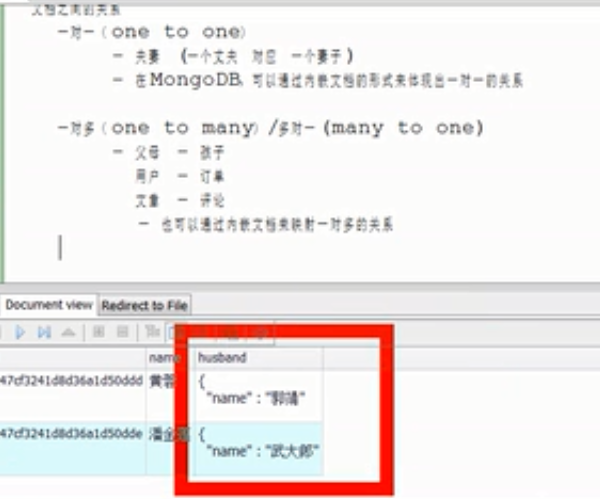 文档之间的关系
一对一(one to one)
- 夫妻 (一个丈夫 对应 一个妻子)
- 在MongoDB, 可以通过内嵌文档的形式来体现出一对一的关系
一对多(one to many) /多对一(many to one)
- 父母 - 孩子
用户 - 订单
文章 - 评论
- 也可以通过内嵌文档来映射一对多的关系
Document view Redirect to File
name husband
47cf3241d8d36a1d50ddd 黄蓉 {
"name" : "郭靖"
47cf3241d8d36a1d50dde 潘金莲 {
"name" : "武大郎"